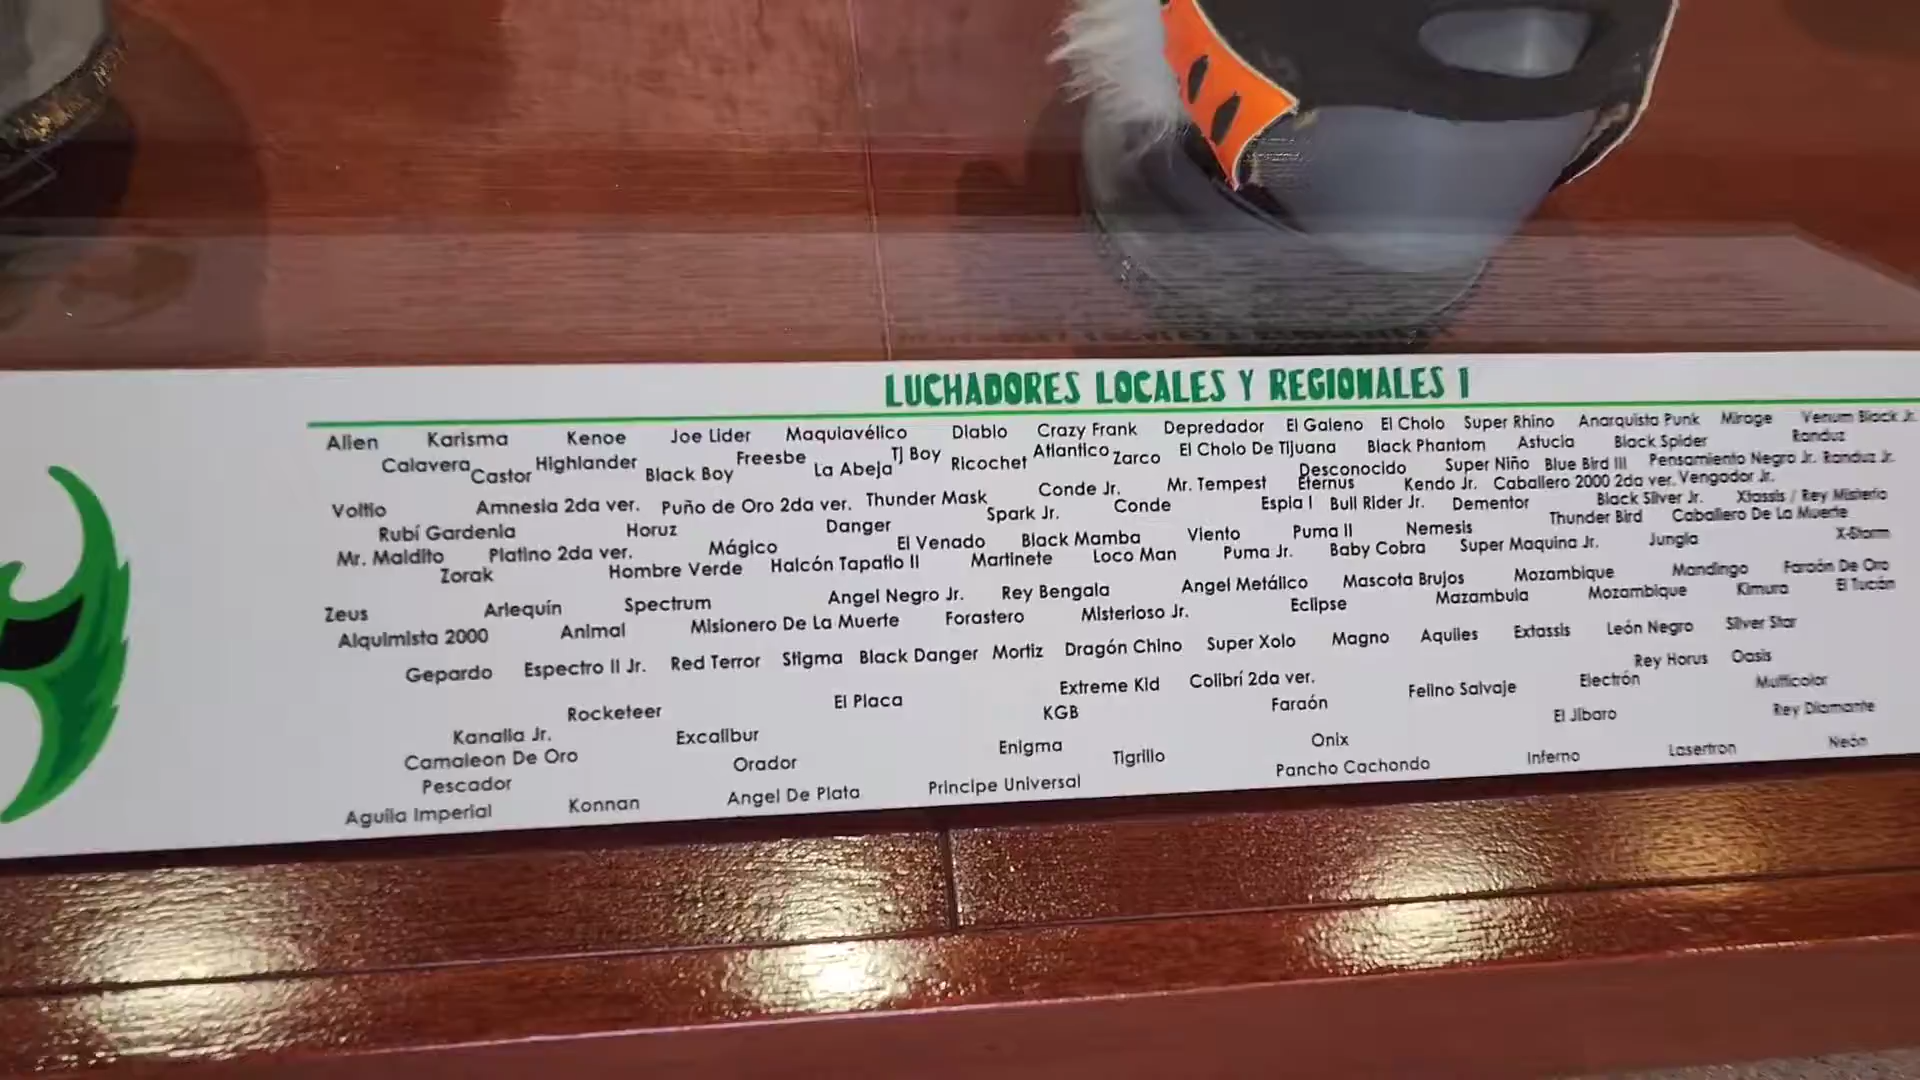 LUCHADORES LOCALES Y REGIONALES I
Alien Karisma Kenoe Joe Lider Maquiavélico Diablo Crazy Frank Depredador El Galeno El Cholo Super Rhino Anarquista Punk Mirage Venum Black Jr.
Calavera Castor Highlander Black Boy Freesbe La Abeja TJ Boy Ricochet Atlantico Zarco El Cholo De Tijuana Black Phantom Astucia Black Spider Randuz
Desconocido Super Niño Blue Bird III Pensamiento Negro Jr. Randuz Jr.
Voltio Amnesia 2da ver. Puño de Oro 2da ver. Thunder Mask Conde Jr. Mr. Tempest Eternus Kendo Jr. Caballero 2000 2da ver. Vengador Jr.
Rubí Gardenia Horuz Danger Spark Jr. Conde Espia I Bull Rider Jr. Dementor Black Silver Jr. Xtassis / Rey Misterio
Mr. Maldito Platino 2da ver. Mágico El Venado Black Mamba Viento Puma II Nemesis Thunder Bird Caballero De La Muerte
Zorak Hombre Verde Halcón Tapatio II Martinete Loco Man Puma Jr. Baby Cobra Super Maquina Jr. Jungla X-Storm
Zeus Arlequín Spectrum Angel Negro Jr. Rey Bengala Angel Metálico Mascota Brujos Mozambique Mandingo Faraón De Oro
Alquimista 2000 Animal Misionero De La Muerte Forastero Misterioso Jr. Eclipse Mazambula Mozambique Kimura El Tucán
Gepardo Espectro II Jr. Red Terror Stigma Black Danger Mortiz Dragón Chino Super Xolo Magno Aquiles Extassis León Negro Silver Star
Rocketeer El Placa Extreme Kid Colibrí 2da ver. Felino Salvaje Electrón Rey Horus Oasis
Kanalla Jr. Excalibur KGB Faraón El Jíbaro Multicolor
Camaleon De Oro Orador Enigma Tigrillo Onix Rey Diamante
Pescador Principe Universal Pancho Cachondo Inferno Lasertron Neón
Aguila Imperial Konnan Angel De Plata